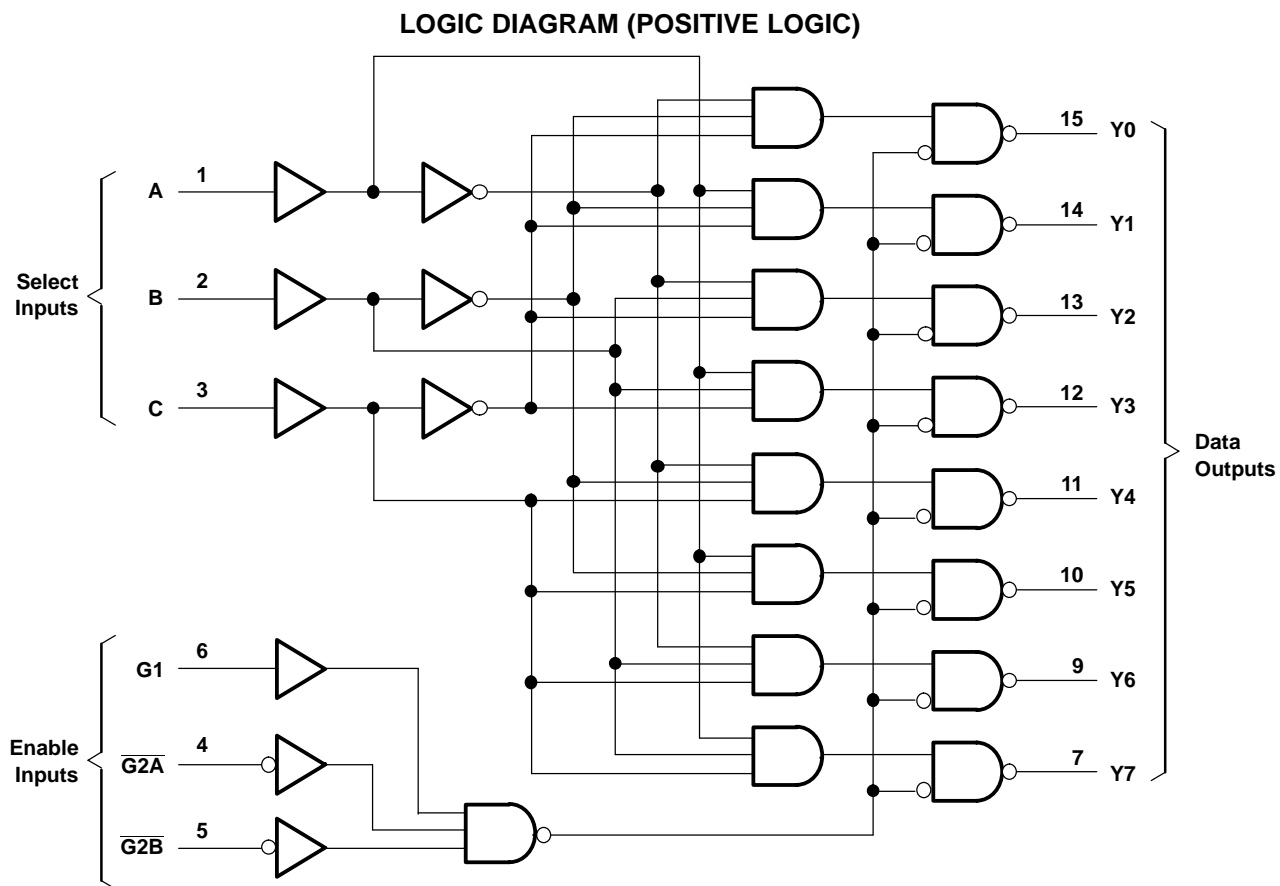 LOGIC DIAGRAM (POSITIVE LOGIC)
15 Y0
A 1
14 Y1
Select
Inputs
B 2
13 Y2
C 3
12 Y3
Data
Outputs
11 Y4
10 Y5
G1 6
9 Y6
Enable
Inputs
G2A 4
7 Y7
G2B 5